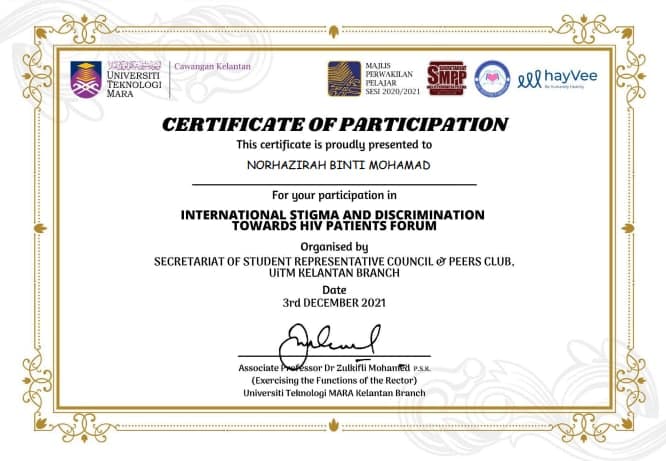 UNIVERSITI
TEKNOLOGI
MARA
Cawangan Kelantan
MAJLIS
PERWAKILAN
PELAJAR
SESI 2020/2021
SMPP
hayVee
CERTIFICATE OF PARTICIPATION
This certificate is proudly presented to
NORHAZIRAH BINTI MOHAMAD
For your participation in
INTERNATIONAL STIGMA AND DISCRIMINATION
TOWARDS HIV PATIENTS FORUM
Organised by
SECRETARIAT OF STUDENT REPRESENTATIVE COUNCIL & PEERS CLUB,
UiTM KELANTAN BRANCH
Date
3rd DECEMBER 2021
Associate Professor Dr Zulkifli Mohamed P.S.K.
(Exercising the Functions of the Rector)
Universiti Teknologi MARA Kelantan Branch